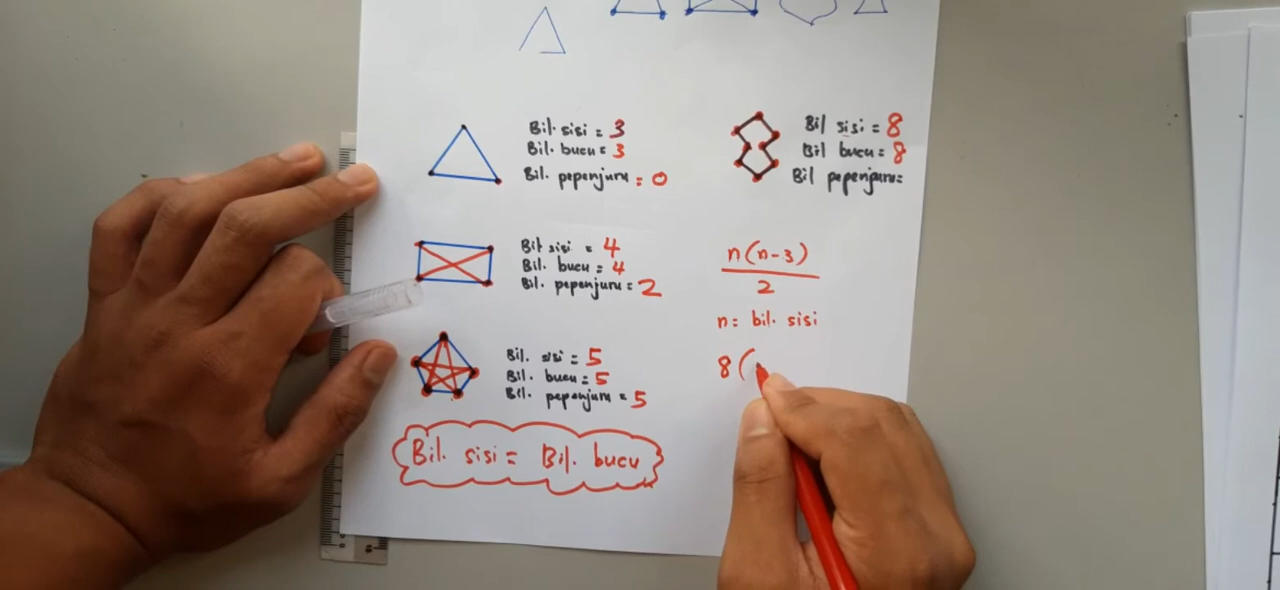 Bil. sisi = 3
Bil. bucu = 3
Bil. pepenjuru = 0
Bil sisi = 4
Bil. bucu = 4
Bil. pepenjuru = 2
Bil. sisi = 5
Bil. bucu = 5
Bil. pepenjuru = 5
Bil. sisi = Bil. bucu
Bil sisi = 8
Bil bucu = 8
Bil pepenjuru=
n(n-3)
2
n= bil. sisi
8(